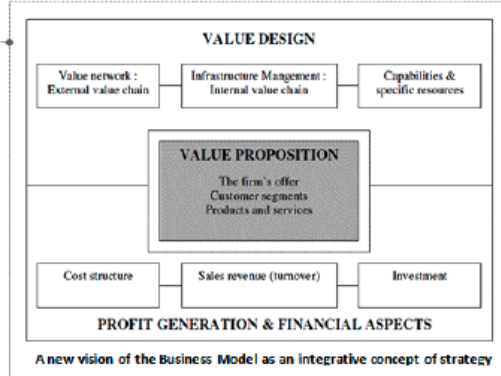 VALUE DESIGN
Value network :
External value chain
Infrastructure Mangement :
Internal value chain
Capabilities &
specific resources
VALUE PROPOSITION
The firm's offer
Customer segments
Products and services
Cost structure
Sales revenue (turnover)
Investment
PROFIT GENERATION & FINANCIAL ASPECTS
A new vision of the Business Model as an integrative concept of strategy